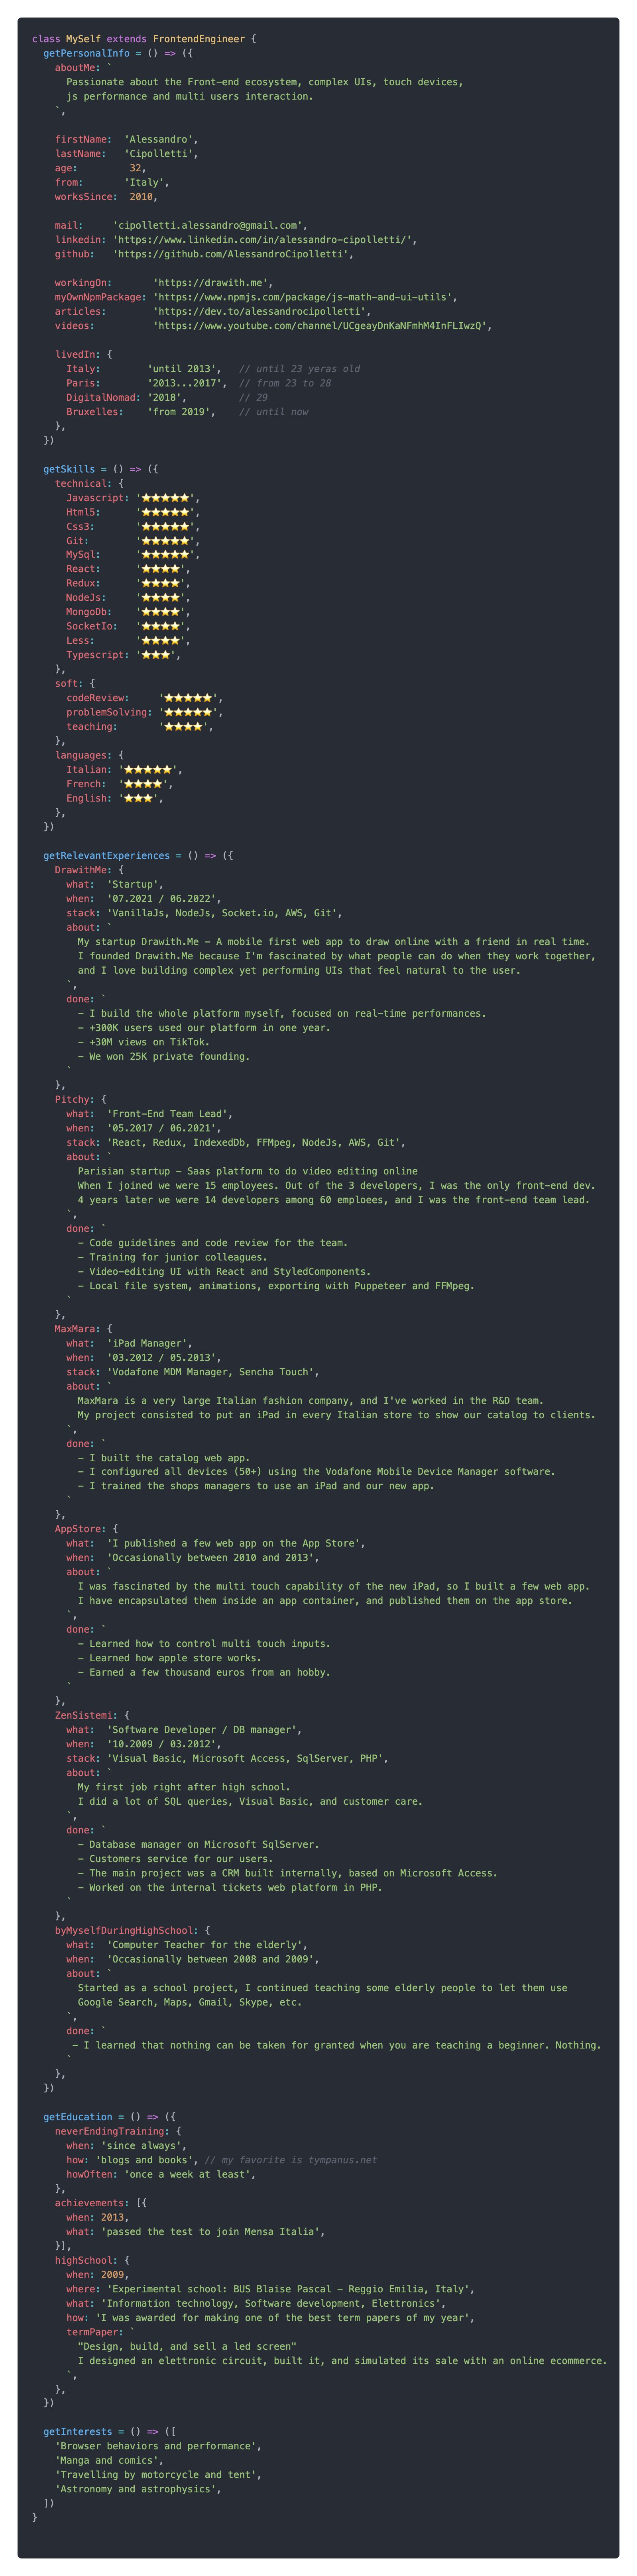 class MySelf extends FrontendEngineer {
  getPersonalInfo = () => ({
    aboutMe: `
      Passionate about the Front-end ecosystem, complex UIs, touch devices,
      js performance and multi users interaction.
    `,

    firstName:  'Alessandro',
    lastName:   'Cipolletti',
    age:         32,
    from:       'Italy',
    worksSince:  2010,

    mail:     'cipolletti.alessandro@gmail.com',
    linkedin: 'https://www.linkedin.com/in/alessandro-cipolletti/',
    github:   'https://github.com/AlessandroCipolletti',

    workingOn:       'https://drawith.me',
    myOwnNpmPackage: 'https://www.npmjs.com/package/js-math-and-ui-utils',
    articles:        'https://dev.to/alessandrocipolletti',
    videos:          'https://www.youtube.com/channel/UCgeayDnKaNFmhM4InFLIwzQ',

    livedIn: {
      Italy:        'until 2013',   // until 23 yeras old
      Paris:        '2013...2017',  // from 23 to 28
      DigitalNomad: '2018',         // 29
      Bruxelles:    'from 2019',    // until now
    },
  })

  getSkills = () => ({
    technical: {
      Javascript: '⭐⭐⭐⭐⭐',
      Html5:      '⭐⭐⭐⭐⭐',
      Css3:       '⭐⭐⭐⭐⭐',
      Git:        '⭐⭐⭐⭐⭐',
      MySql:      '⭐⭐⭐⭐⭐',
      React:      '⭐⭐⭐⭐',
      Redux:      '⭐⭐⭐⭐',
      NodeJs:     '⭐⭐⭐⭐',
      MongoDb:    '⭐⭐⭐⭐',
      SocketIo:   '⭐⭐⭐⭐',
      Less:       '⭐⭐⭐⭐',
      Typescript: '⭐⭐⭐',
    },
    soft: {
      codeReview:     '⭐⭐⭐⭐⭐',
      problemSolving: '⭐⭐⭐⭐⭐',
      teaching:       '⭐⭐⭐⭐',
    },
    languages: {
      Italian: '⭐⭐⭐⭐⭐',
      French:  '⭐⭐⭐⭐',
      English: '⭐⭐⭐',
    },
  })

  getRelevantExperiences = () => ({
    DrawithMe: {
      what:  'Startup',
      when:  '07.2021 / 06.2022',
      stack: 'VanillaJs, NodeJs, Socket.io, AWS, Git',
      about: `
        My startup Drawith.Me - A mobile first web app to draw online with a friend in real time.
        I founded Drawith.Me because I'm fascinated by what people can do when they work together,
        and I love building complex yet performing UIs that feel natural to the user.
      `,
      done: `
        - I build the whole platform myself, focused on real-time performances.
        - +300K users used our platform in one year.
        - +30M views on TikTok.
        - We won 25K private founding.
      `
    },
    Pitchy: {
      what:  'Front-End Team Lead',
      when:  '05.2017 / 06.2021',
      stack: 'React, Redux, IndexedDb, FFMpeg, NodeJs, AWS, Git',
      about: `
        Parisian startup - Saas platform to do video editing online
        When I joined we were 15 employees. Out of the 3 developers, I was the only front-end dev.
        4 years later we were 14 developers among 60 emploees, and I was the front-end team lead.
      `,
      done: `
        - Code guidelines and code review for the team.
        - Training for junior colleagues.
        - Video-editing UI with React and StyledComponents.
        - Local file system, animations, exporting with Puppeteer and FFMpeg.
      `
    },
    MaxMara: {
      what:  'iPad Manager',
      when:  '03.2012 / 05.2013',
      stack: 'Vodafone MDM Manager, Sencha Touch',
      about: `
        MaxMara is a very large Italian fashion company, and I've worked in the R&D team.
        My project consisted to put an iPad in every Italian store to show our catalog to clients.
      `,
      done: `
        - I built the catalog web app.
        - I configured all devices (50+) using the Vodafone Mobile Device Manager software.
        - I trained the shops managers to use an iPad and our new app.
      `
    },
    AppStore: {
      what:  'I published a few web app on the App Store',
      when:  'Occasionally between 2010 and 2013',
      about: `
        I was fascinated by the multi touch capability of the new iPad, so I built a few web app.
        I have encapsulated them inside an app container, and published them on the app store.
      `,
      done: `
        - Learned how to control multi touch inputs.
        - Learned how apple store works.
        - Earned a few thousand euros from an hobby.
      `
    },
    ZenSistemi: {
      what:  'Software Developer / DB manager',
      when:  '10.2009 / 03.2012',
      stack: 'Visual Basic, Microsoft Access, SqlServer, PHP',
      about: `
        My first job right after high school.
        I did a lot of SQL queries, Visual Basic, and customer care.
      `,
      done: `
        - Database manager on Microsoft SqlServer.
        - Customers service for our users.
        - The main project was a CRM built internally, based on Microsoft Access.
        - Worked on the internal tickets web platform in PHP.
      `
    },
    byMyselfDuringHighSchool: {
      what:  'Computer Teacher for the elderly',
      when:  'Occasionally between 2008 and 2009',
      about: `
        Started as a school project, I continued teaching some elderly people to let them use
        Google Search, Maps, Gmail, Skype, etc.
      `,
      done: `
       - I learned that nothing can be taken for granted when you are teaching a beginner. Nothing.
      `
    },
  })

  getEducation = () => ({
    neverEndingTraining: {
      when: 'since always',
      how: 'blogs and books', // my favorite is tympanus.net
      howOften: 'once a week at least',
    },
    achievements: [{
      when: 2013,
      what: 'passed the test to join Mensa Italia',
    }],
    highSchool: {
      when: 2009,
      where: 'Experimental school: BUS Blaise Pascal - Reggio Emilia, Italy',
      what: 'Information technology, Software development, Elettronics',
      how: 'I was awarded for making one of the best term papers of my year',
      termPaper: `
        "Design, build, and sell a led screen"
        I designed an elettronic circuit, built it, and simulated its sale with an online ecommerce.
      `,
    },
  })

  getInterests = () => ([
    'Browser behaviors and performance',
    'Manga and comics',
    'Travelling by motorcycle and tent',
    'Astronomy and astrophysics',
  ])
}